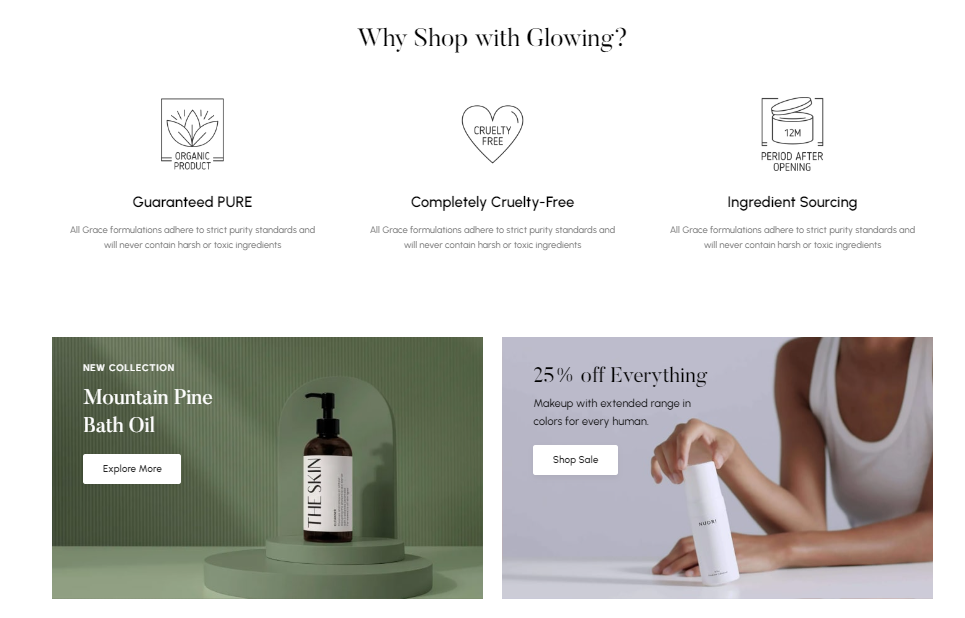 Why Shop with Glowing?
ORGANIC
PRODUCT
CRUELTY
FREE
12M
PERIOD AFTER
OPENING
Guaranteed PURE
Completely Cruelty-Free
Ingredient Sourcing
All Grace formulations adhere to strict purity standards and
will never contain harsh or toxic ingredients
All Grace formulations adhere to strict purity standards and
will never contain harsh or toxic ingredients
All Grace formulations adhere to strict purity standards and
will never contain harsh or toxic ingredients
NEW COLLECTION
Mountain Pine
Bath Oil
Explore More
THE SKIN
25% off Everything
Makeup with extended range in
colors for every human.
Shop Sale